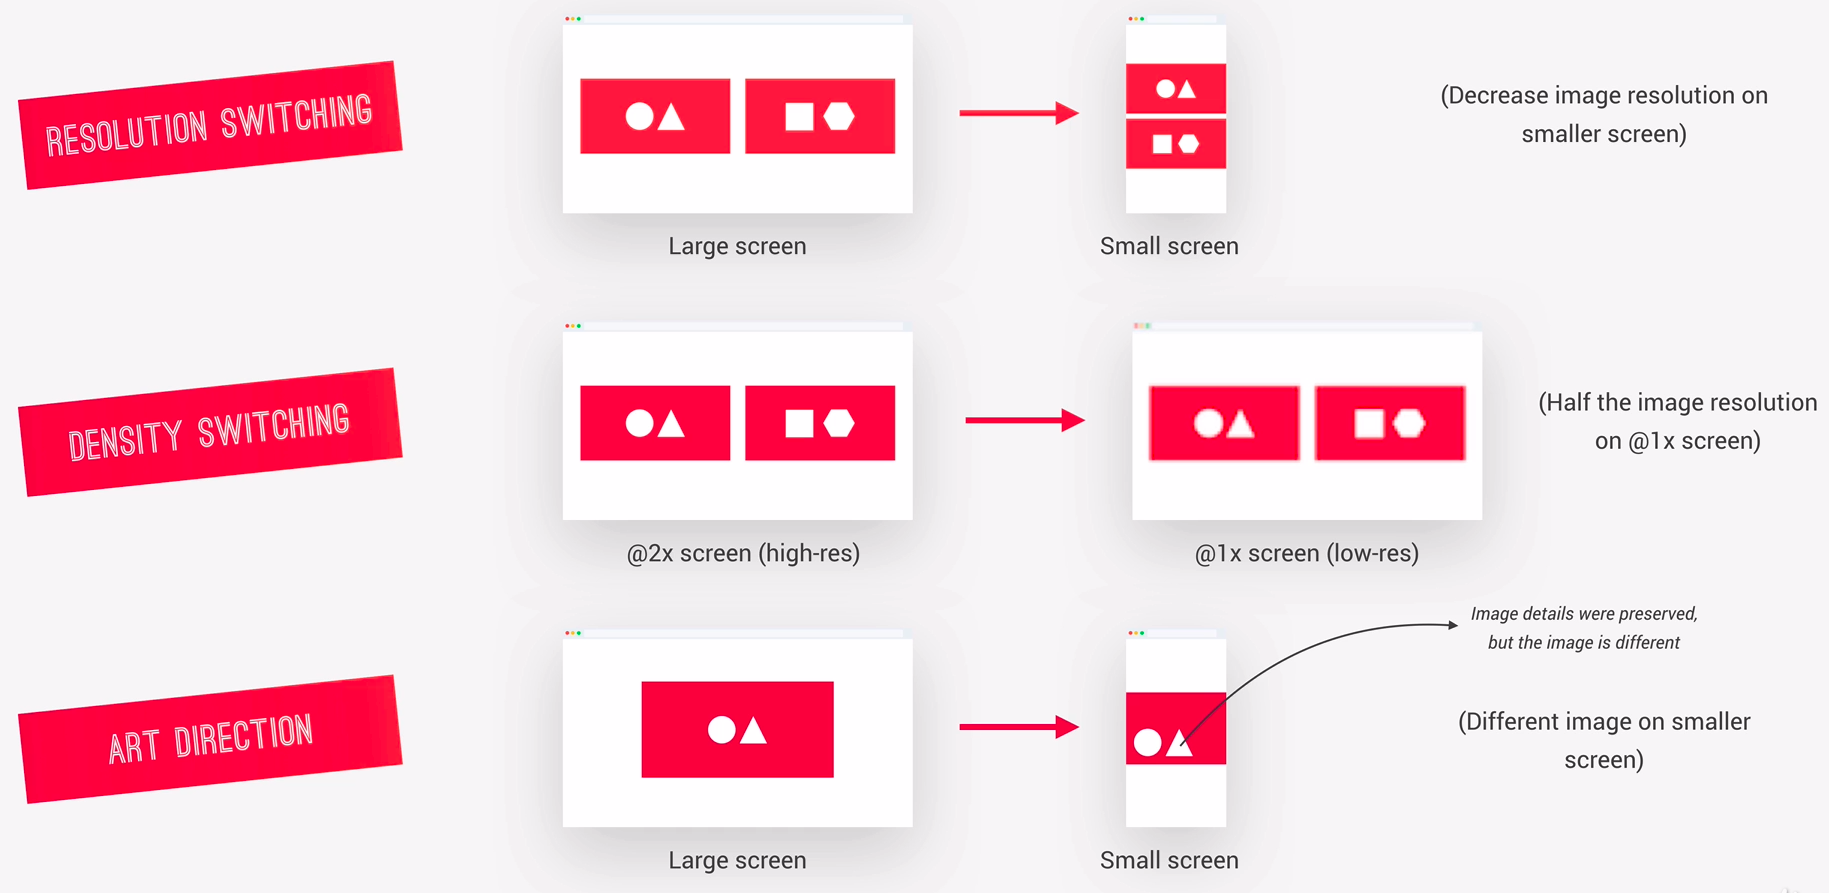 RESOLUTION SWITCHING
Large screen
Small screen
(Decrease image resolution on
smaller screen)
DENSITY SWITCHING
@2x screen (high-res)
@1x screen (low-res)
(Half the image resolution
on @1x screen)
ART DIRECTION
Large screen
Small screen
Image details were preserved,
but the image is different
(Different image on smaller
screen)